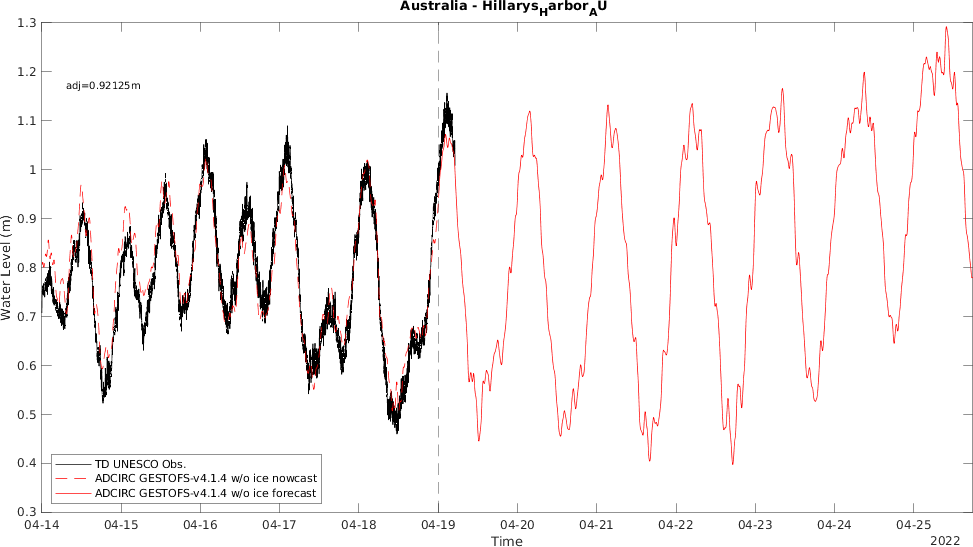 Australia - Hillarys_Harbor_AU
1.3
1.2
1.1
1
0.9
0.8
0.7
0.6
0.5
0.4
0.3
Water Level (m)
adj=0.92125m
TD UNESCO Obs.
ADCIRC GESTOFS-v4.1.4 w/o ice nowcast
ADCIRC GESTOFS-v4.1.4 w/o ice forecast
04-14 04-15 04-16 04-17 04-18 04-19 04-20 04-21 04-22 04-23 04-24 04-25
Time
2022